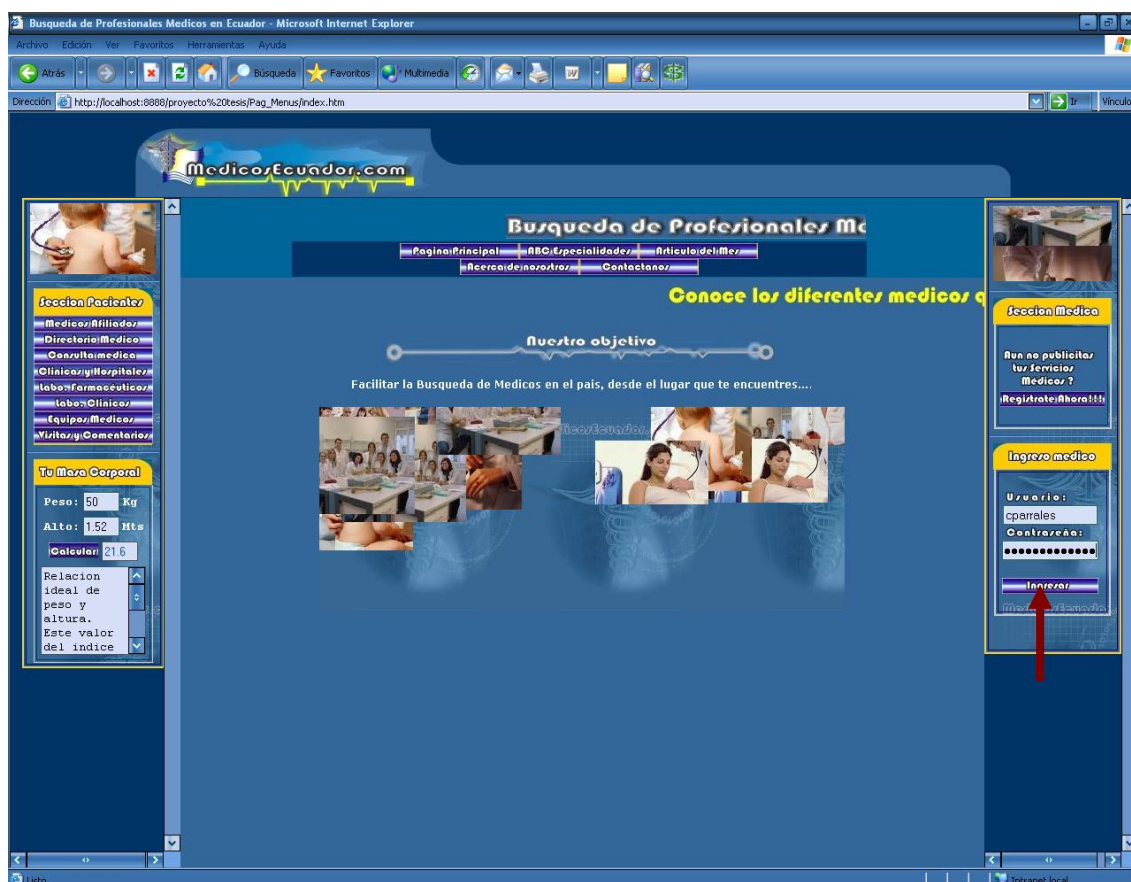 Busqueda de Profesionales Medicos en Ecuador - Microsoft Internet Explorer
Archivo Edición Ver Favoritos Herramientas Ayuda
Atrás Búsqueda Favoritos Multimedia
Dirección http://localhost:8888/proyecto%20tesis/Pag_Menus/index.htm Ir Vínculo
MedicosEcuador.com
Busqueda de Profesionales Me
Pagina Principal ABC Especialidades Articulo del Mes
Acerca de nosotros Contactanos
Conoce los diferentes medicos q
Nuestro objetivo
Facilitar la Busqueda de Medicos en el pais, desde el lugar que te encuentres....
Seccion Pacientes
Medicos Afiliados
Directorio Medico
Consulta medica
Clinicas y Hospitales
Labo. Farmacéuticos
Labo. Clinicos
Equipos Medicos
Visitas y Comentarios
Tu Masa Corporal
Peso: 50 Kg
Alto: 1.52 Mts
Calcular 21.6
Relacion
ideal de
peso y
altura.
Este valor
del indice
Seccion Medica
Aun no publicitas
tus Servicios
Medicos ?
Registrate Ahora!!!
Ingreso medico
Usuario:
cparrales
Contraseña:
Ingresar
Listo Intranet local